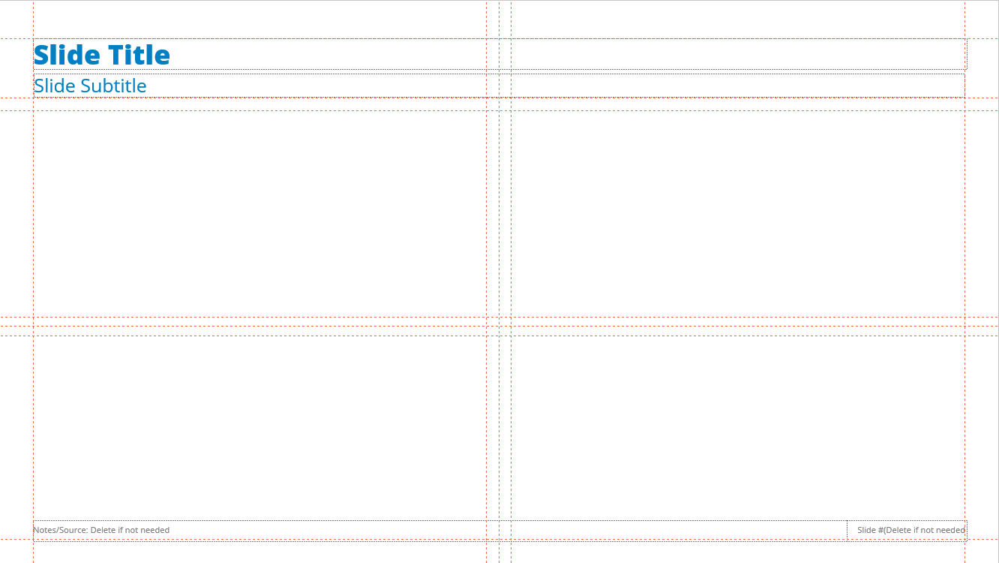 Slide Title
Slide Subtitle
Notes/Source: Delete if not needed
Slide #(Delete if not needed